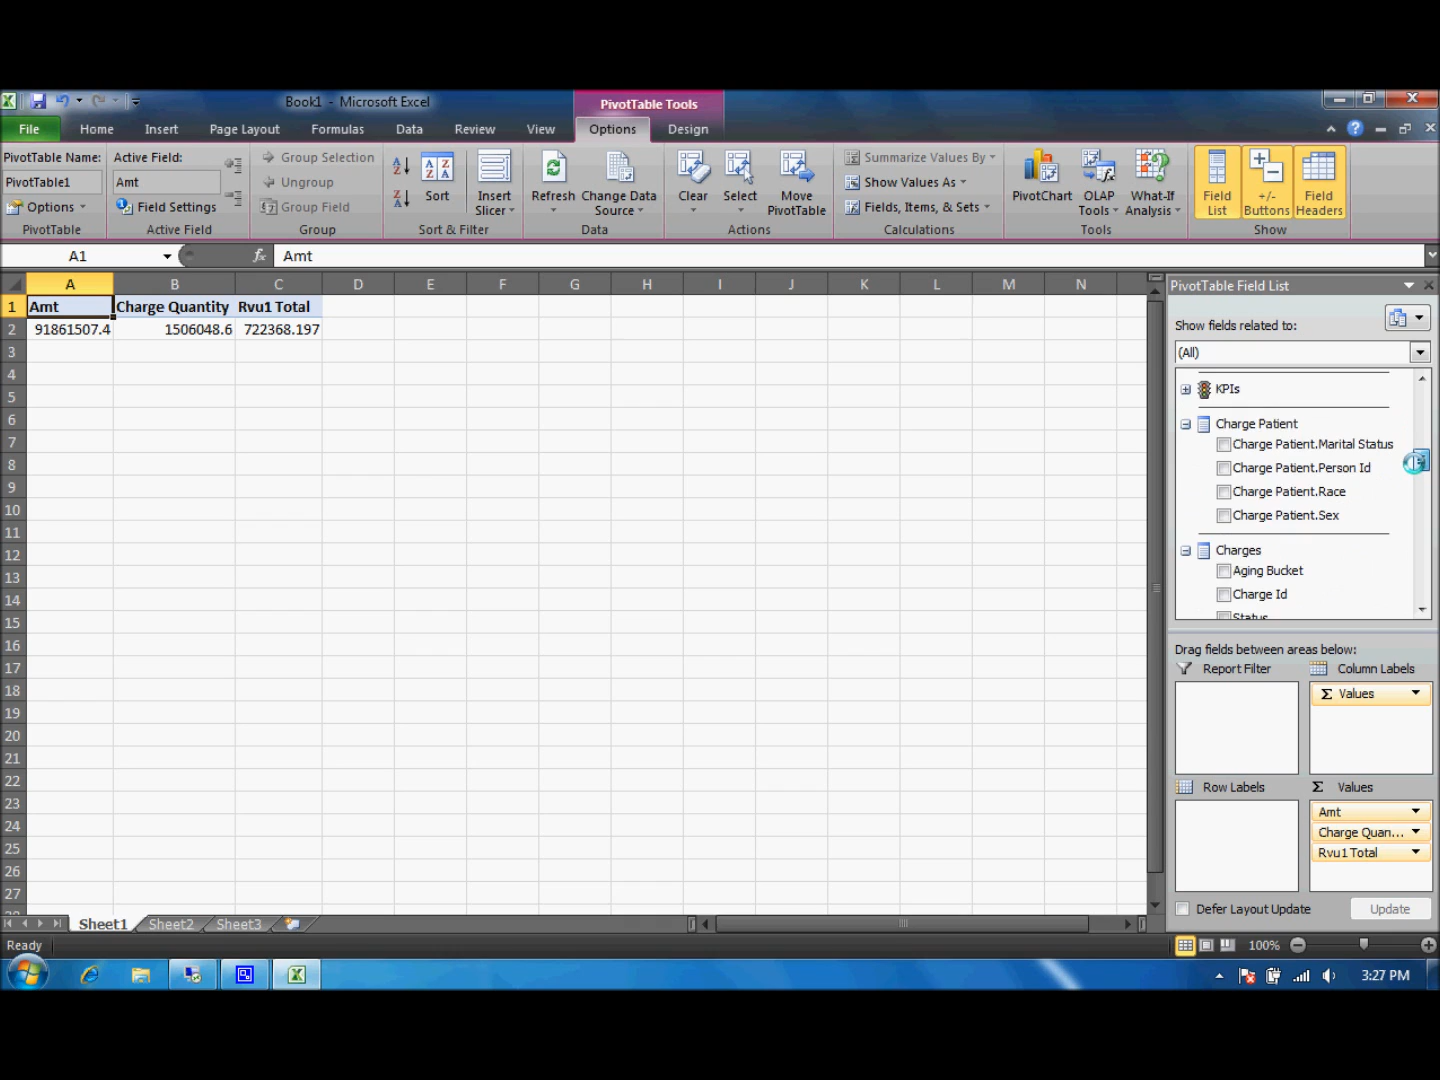 Book1 - Microsoft Excel
PivotTable Tools
File Home Insert Page Layout Formulas Data Review View Options Design
PivotTable Name: Active Field:
PivotTable1 Amt
Options Field Settings
Group Selection
Ungroup
Group Field
Sort
Insert Slicer
Refresh
Change Data Source
Clear
Select
Move PivotTable
Summarize Values By
Show Values As
Fields, Items, & Sets
PivotChart
OLAP Tools
What-If Analysis
Field List
+/- Buttons
Field Headers
PivotTable Active Field Group Sort & Filter Data Actions Calculations Tools Show
A1 fx Amt
A B C D E F G H I J K L M N
1 Amt Charge Quantity Rvu1 Total
2 91861507.4 1506048.6 722368.197
3
4
5
6
7
8
9
10
11
12
13
14
15
16
17
18
19
20
21
22
23
24
25
26
27
28
PivotTable Field List
Show fields related to:
(All)
KPIs
Charge Patient
Charge Patient.Marital Status
Charge Patient.Person Id
Charge Patient.Race
Charge Patient.Sex
Charges
Aging Bucket
Charge Id
Status
Drag fields between areas below:
Report Filter Column Labels
Σ Values
Row Labels Σ Values
Amt
Charge Quan...
Rvu1 Total
Defer Layout Update Update
Sheet1 Sheet2 Sheet3
Ready 100%
3:27 PM